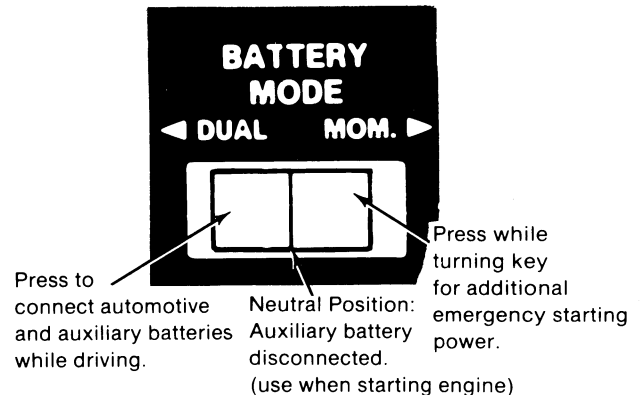 BATTERY
MODE
◄ DUAL MOM. ►
Press to
connect automotive
and auxiliary batteries
while driving.
Neutral Position:
Auxiliary battery
disconnected.
(use when starting engine)
Press while
turning key
for additional
emergency starting
power.